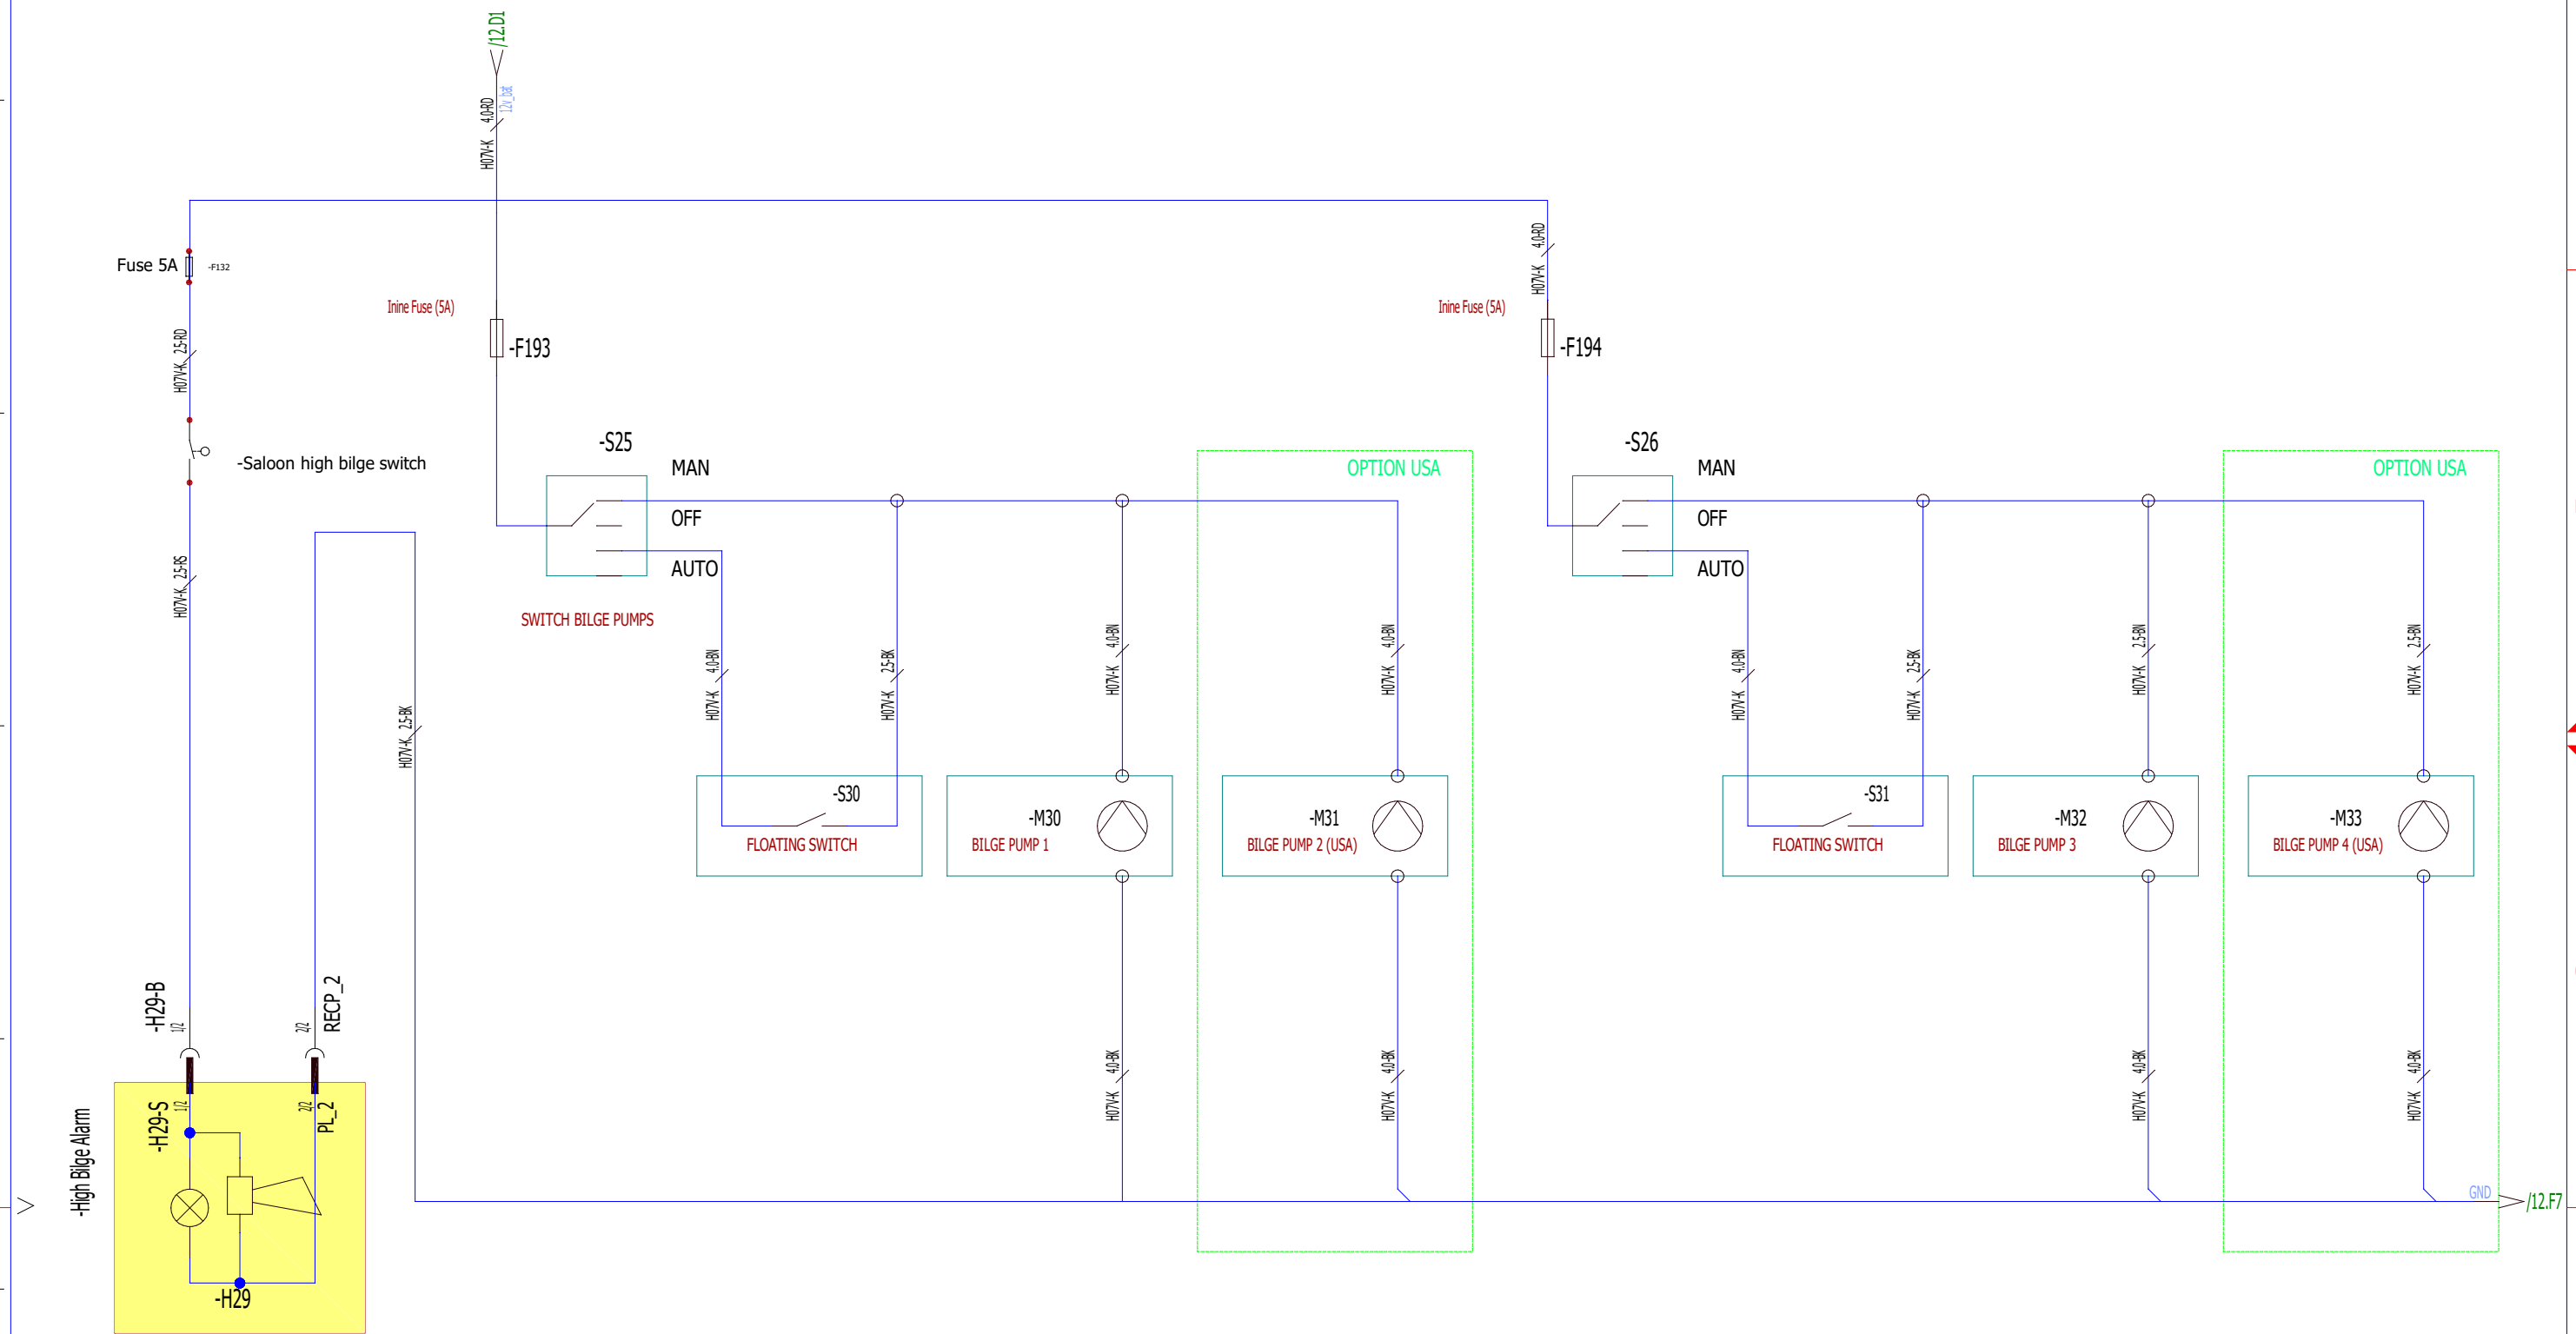 /12.D1
H07V-K 4.0-RD
12v_bat
Fuse 5A
-F132
H07V-K 4.0-RD
Inine Fuse (5A)
-F193
Inine Fuse (5A)
-F194
H07V-K 2.5-RD
-Saloon high bilge switch
-S25
MAN
OFF
AUTO
SWITCH BILGE PUMPS
OPTION USA
-S26
MAN
OFF
AUTO
OPTION USA
H07V-K 2.5-RS
H07V-K 2.5-BK
H07V-K 4.0-BN
H07V-K 2.5-BK
H07V-K 4.0-BN
H07V-K 4.0-BN
H07V-K 4.0-BN
H07V-K 2.5-BK
H07V-K 2.5-BN
H07V-K 2.5-BN
-S30
FLOATING SWITCH
-M30
BILGE PUMP 1
-M31
BILGE PUMP 2 (USA)
-S31
FLOATING SWITCH
-M32
BILGE PUMP 3
-M33
BILGE PUMP 4 (USA)
-H29-B
1/2
2/2
RECP_2
H07V-K 4.0-BK
H07V-K 4.0-BK
H07V-K 4.0-BK
H07V-K 4.0-BK
-High Bilge Alarm
-H29-S
1/2
2/2
PL_2
-H29
GND
/12.F7